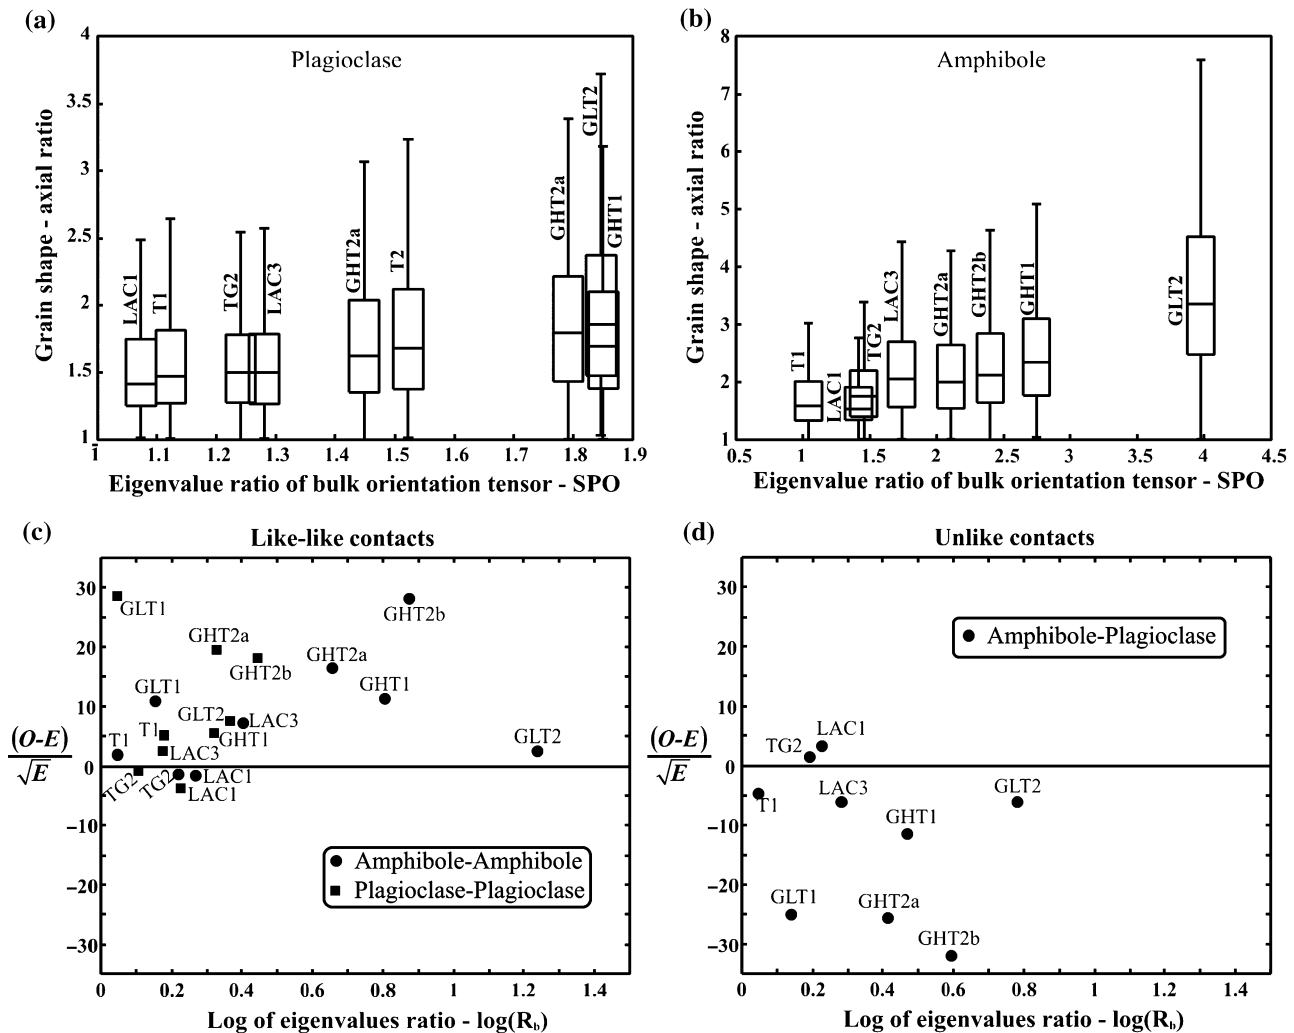 (a)
Plagioclase
Grain shape - axial ratio
4
3.5
3
2.5
2
1.5
1
LAC1
T1
TG2
LAC3
GHT2a
T2
GHT2a
GLT2
GHT1
1 1.1 1.2 1.3 1.4 1.5 1.6 1.7 1.8 1.9
Eigenvalue ratio of bulk orientation tensor - SPO
(b)
Amphibole
Grain shape - axial ratio
8
7
6
5
4
3
2
1
T1
LAC1
TG2
LAC3
GHT2a
GHT2b
GHT1
GLT2
0.5 1 1.5 2 2.5 3 3.5 4 4.5
Eigenvalue ratio of bulk orientation tensor - SPO
(c)
Like-like contacts
(O-E)
√E
30
20
10
0
−10
−20
−30
GLT1
GHT2b
GHT2a
GHT2b
GHT2a
GLT1
GHT1
GLT2
LAC3
T1
T1
GHT1
GLT2
LAC3
TG2
TG2
LAC1
LAC1
Amphibole-Amphibole
Plagioclase-Plagioclase
0 0.2 0.4 0.6 0.8 1 1.2 1.4
Log of eigenvalues ratio - log(Rb)
(d)
Unlike contacts
(O-E)
√E
30
20
10
0
−10
−20
−30
Amphibole-Plagioclase
LAC1
TG2
T1
LAC3
GLT2
GHT1
GLT1
GHT2a
GHT2b
0 0.2 0.4 0.6 0.8 1 1.2 1.4
Log of eigenvalues ratio - log(Rb)